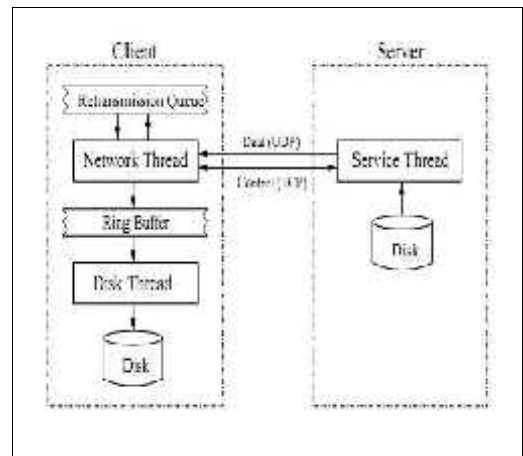 Client
Server
Retransmission Queue
Network Thread
Data (UDP)
Control (TCP)
Service Thread
Ring Buffer
Disk
Disk Thread
Disk